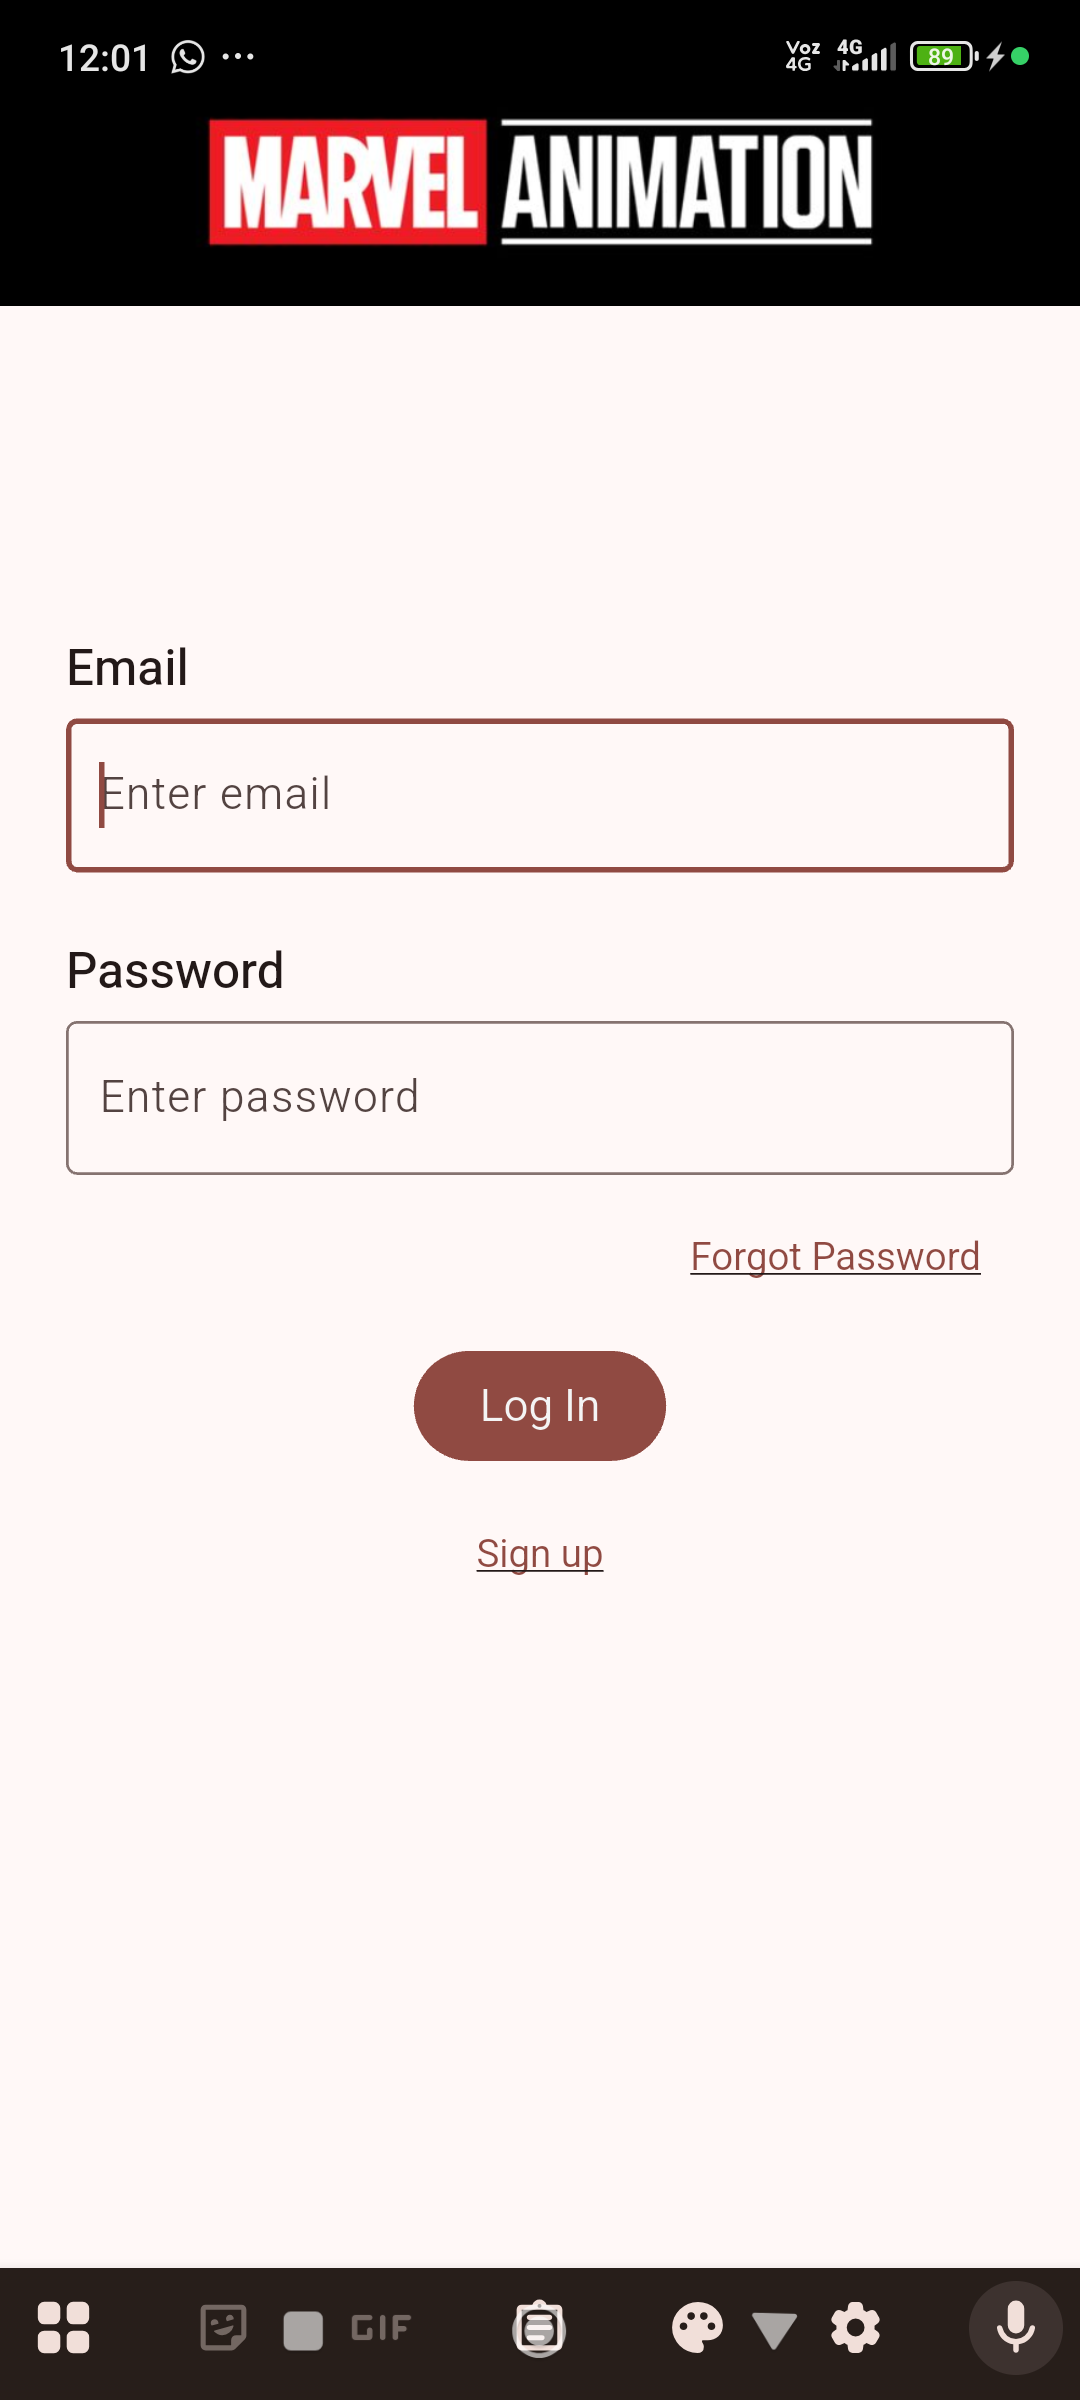 12:01
Voz 4G 4G 89
MARVEL ANIMATION
Email
Enter email
Password
Enter password
Forgot Password
Log In
Sign up
GIF